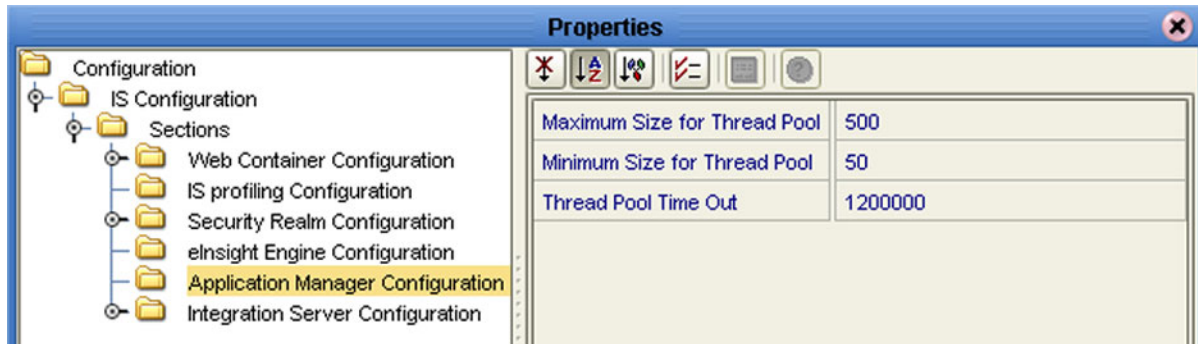 Properties
Configuration
IS Configuration
Sections
Web Container Configuration
IS profiling Configuration
Security Realm Configuration
eInsight Engine Configuration
Application Manager Configuration
Integration Server Configuration
Maximum Size for Thread Pool 500
Minimum Size for Thread Pool 50
Thread Pool Time Out 1200000